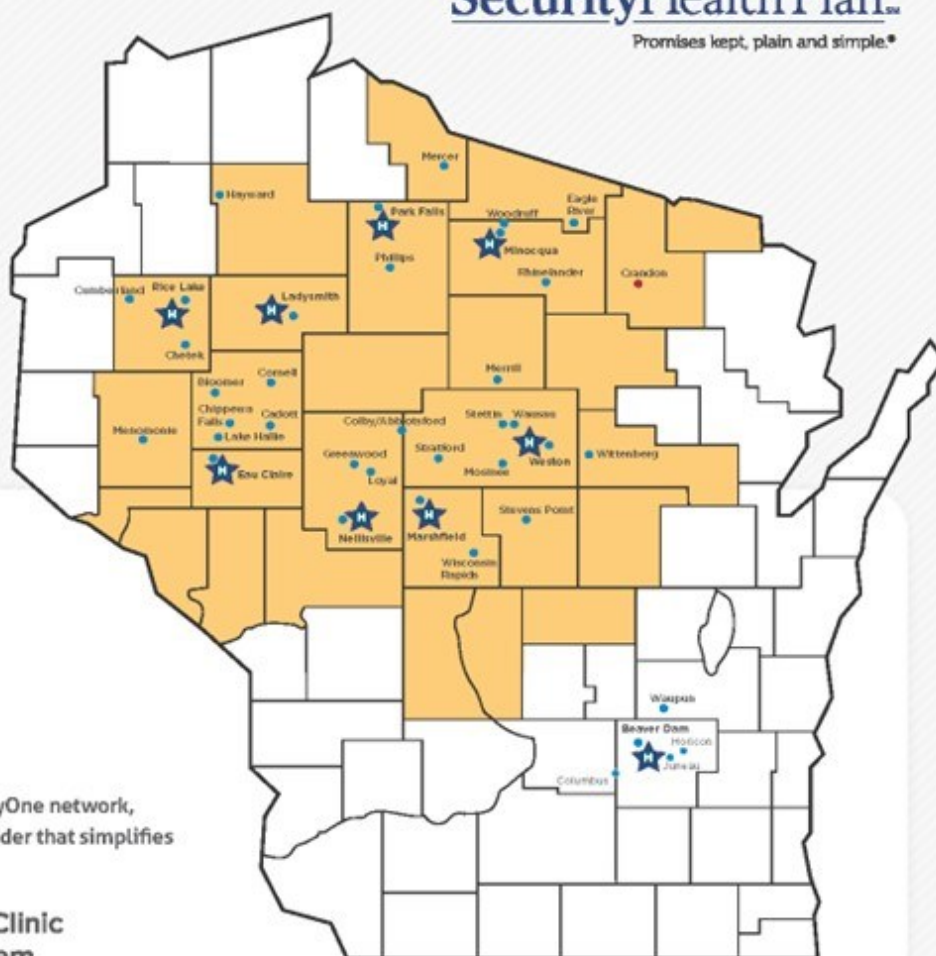 SecurityHealth Plan℠
Promises kept, plain and simple.®
Mercer
Hayward
Park Falls
H
Phillips
Woodruff
Eagle
River
H
Minocqua
Rhinelander
Crandon
Cumberland
Rice Lake
H
Chetek
Ladysmith
H
Merrill
Bloomer
Cornell
Chippewa
Falls
Cadott
Lake Hallie
Menomonie
H
Eau Claire
Colby/Abbotsford
Greenwood
Loyal
Stratford
Stettin
Wausau
H
Weston
Mosinee
Wittenberg
H
Neillsville
H
Marshfield
Stevens Point
Wisconsin
Rapids
Waupun
Beaver Dam
H
Horicon
Juneau
Columbus
yOne network,
der that simplifies
Clinic